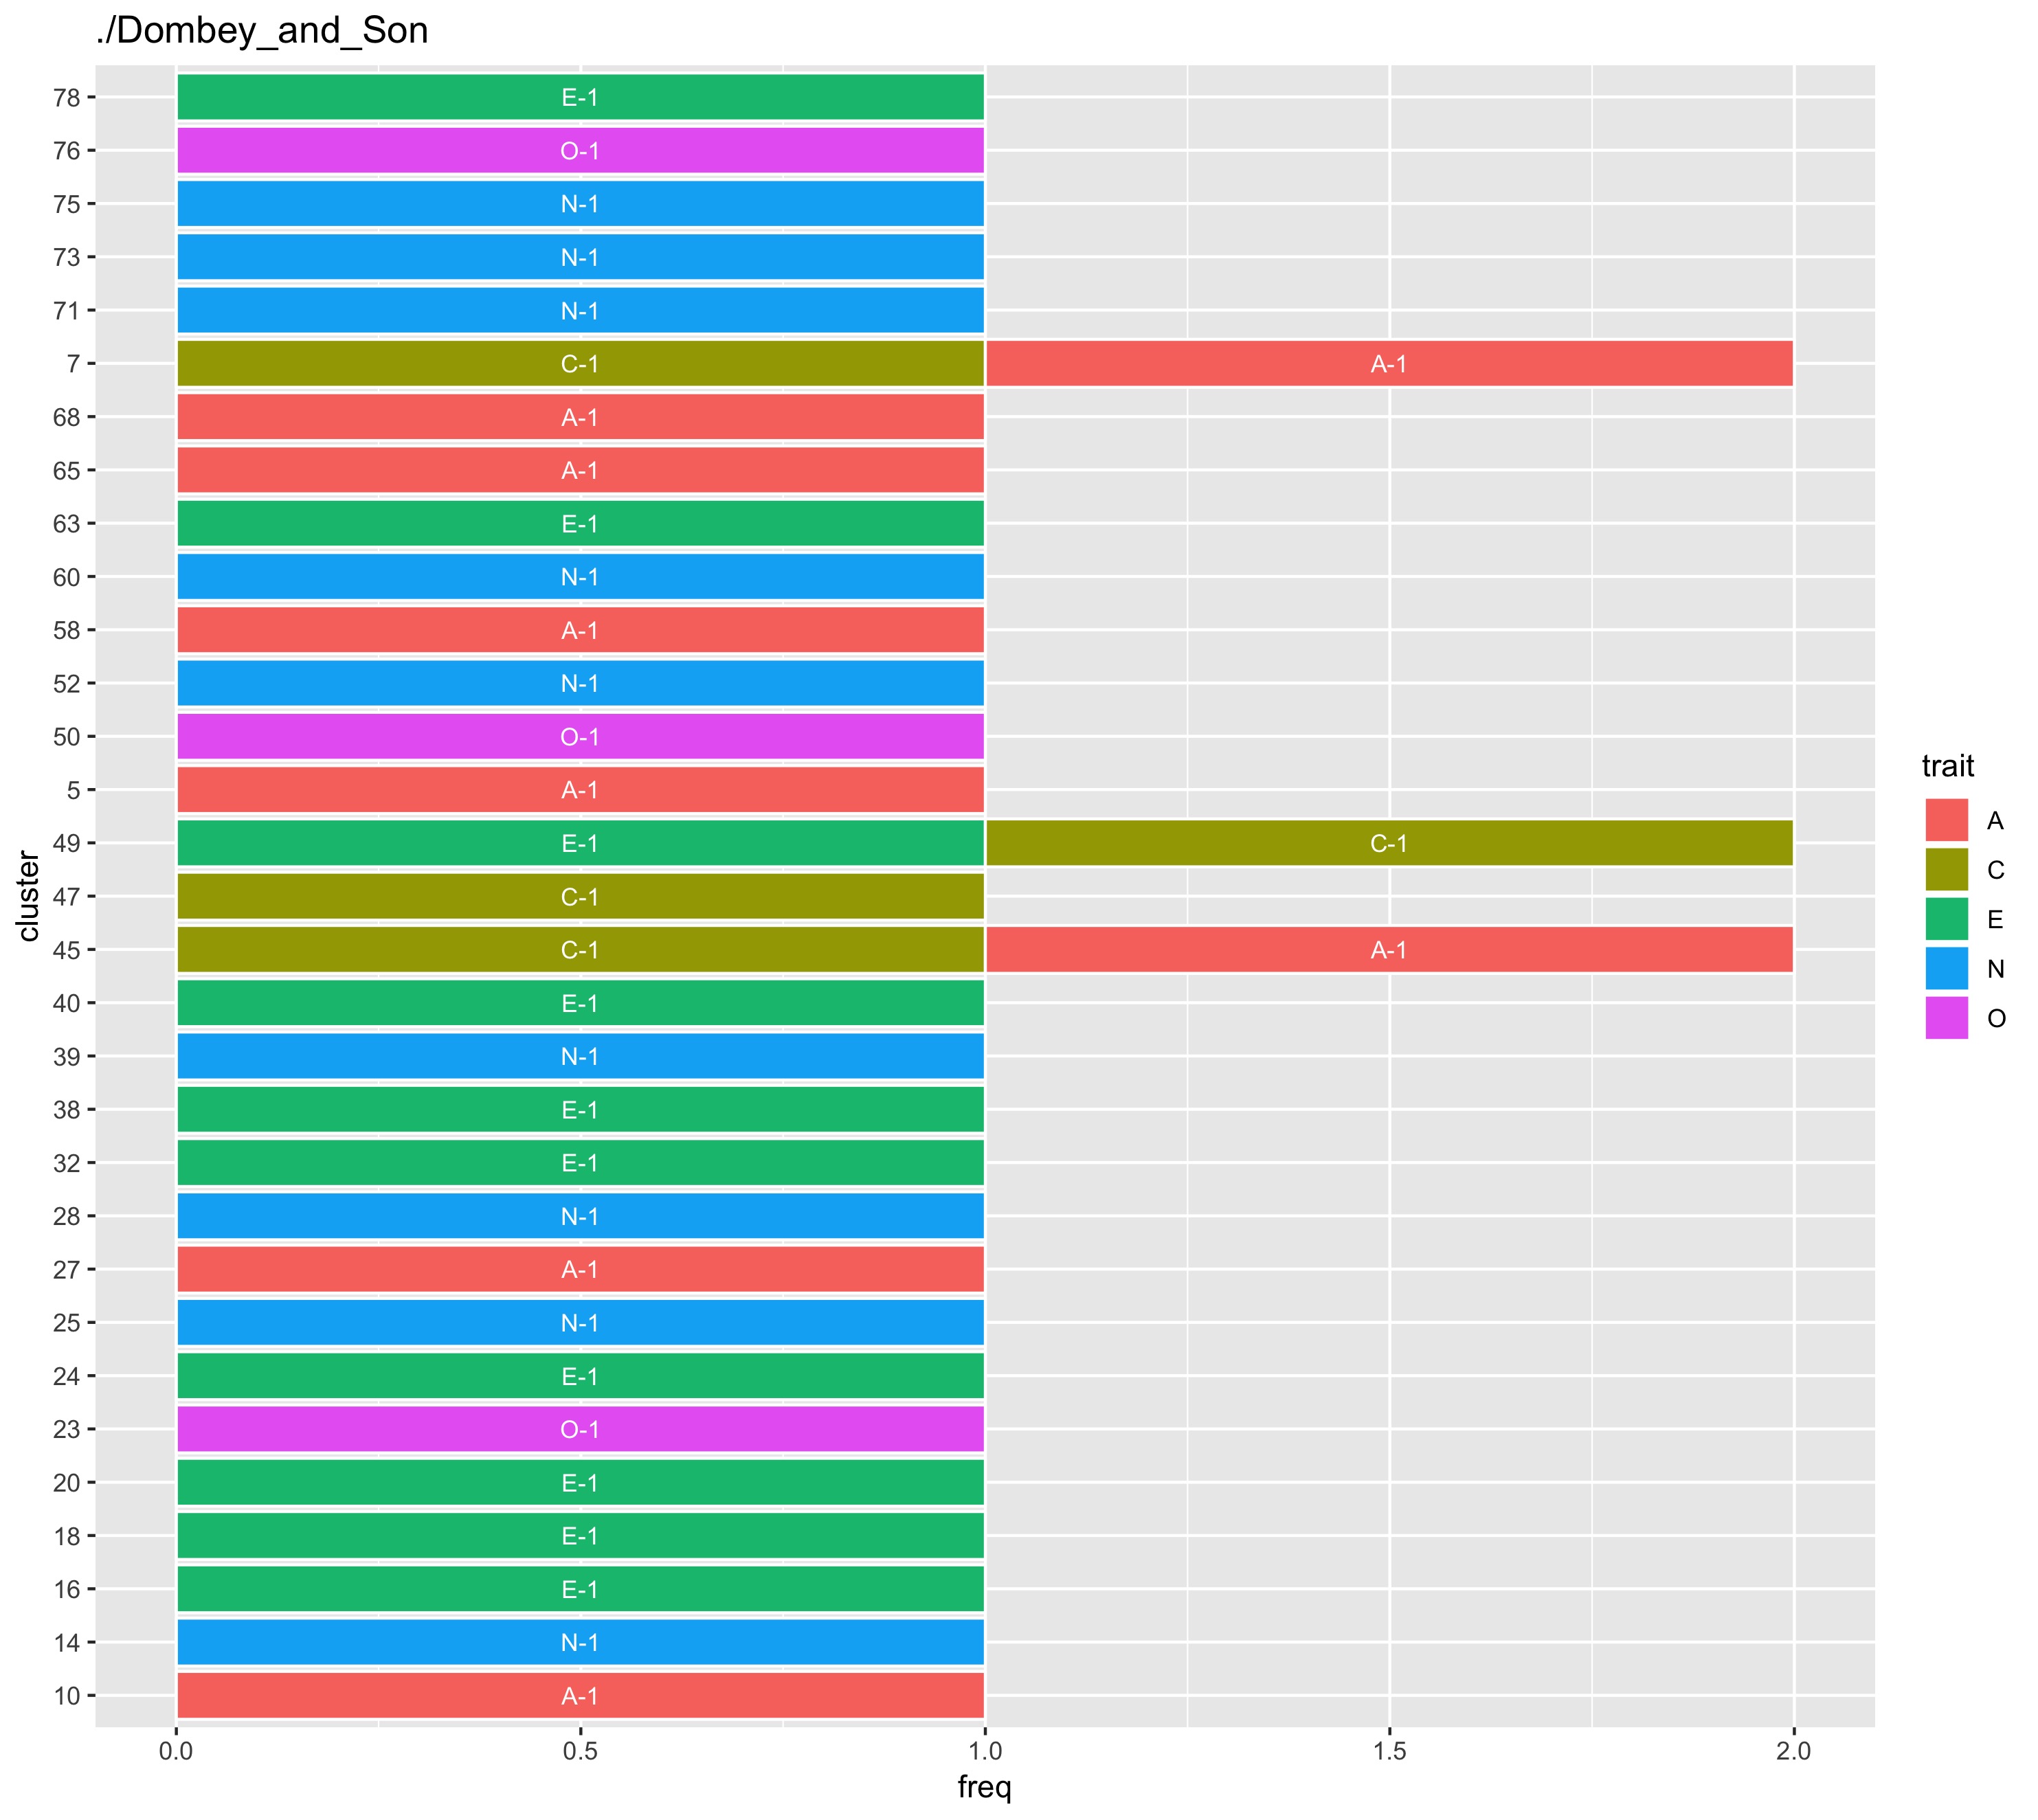 ./Dombey_and_Son
78 E-1
76 O-1
75 N-1
73 N-1
71 N-1
7 C-1 A-1
68 A-1
65 A-1
63 E-1
60 N-1
58 A-1
52 N-1
50 O-1
5 A-1
49 E-1 C-1
47 C-1
45 C-1 A-1
40 E-1
39 N-1
38 E-1
32 E-1
28 N-1
27 A-1
25 N-1
24 E-1
23 O-1
20 E-1
18 E-1
16 E-1
14 N-1
10 A-1
0.0 0.5 1.0 1.5 2.0
freq
cluster
trait
A
C
E
N
O